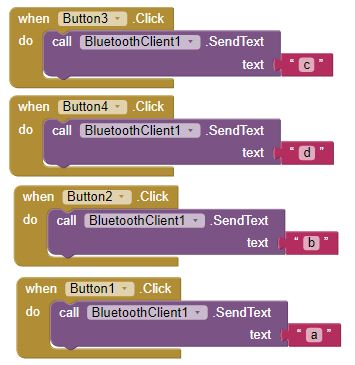 when Button3 .Click
do call BluetoothClient1 .SendText
text " c "
when Button4 .Click
do call BluetoothClient1 .SendText
text " d "
when Button2 .Click
do call BluetoothClient1 .SendText
text " b "
when Button1 .Click
do call BluetoothClient1 .SendText
text " a "